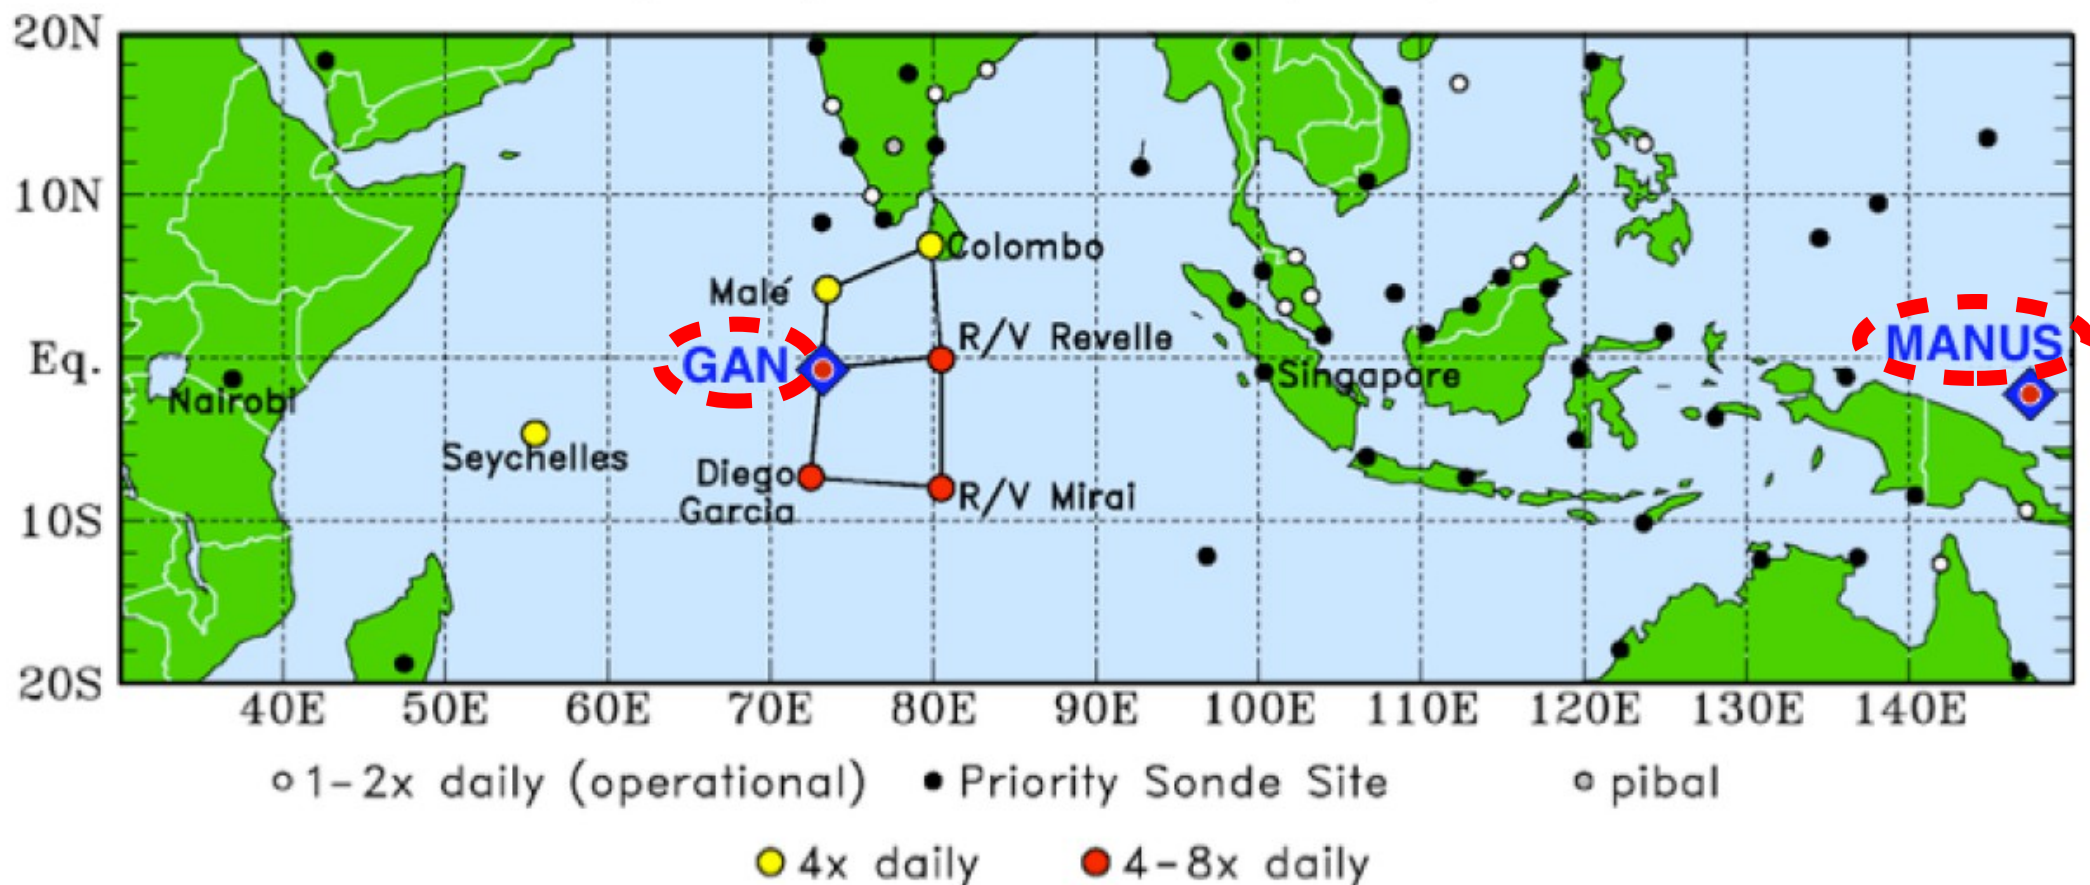 20N
10N
Colombo
Malé
R/V Revelle
MANUS
GAN
Eq.
Singapore
Nairobi
Seychelles
Diego
Garcia
R/V Mirai
10S
20S
40E 50E 60E 70E 80E 90E 100E 110E 120E 130E 140E
1-2x daily (operational) Priority Sonde Site pibal
4x daily 4-8x daily